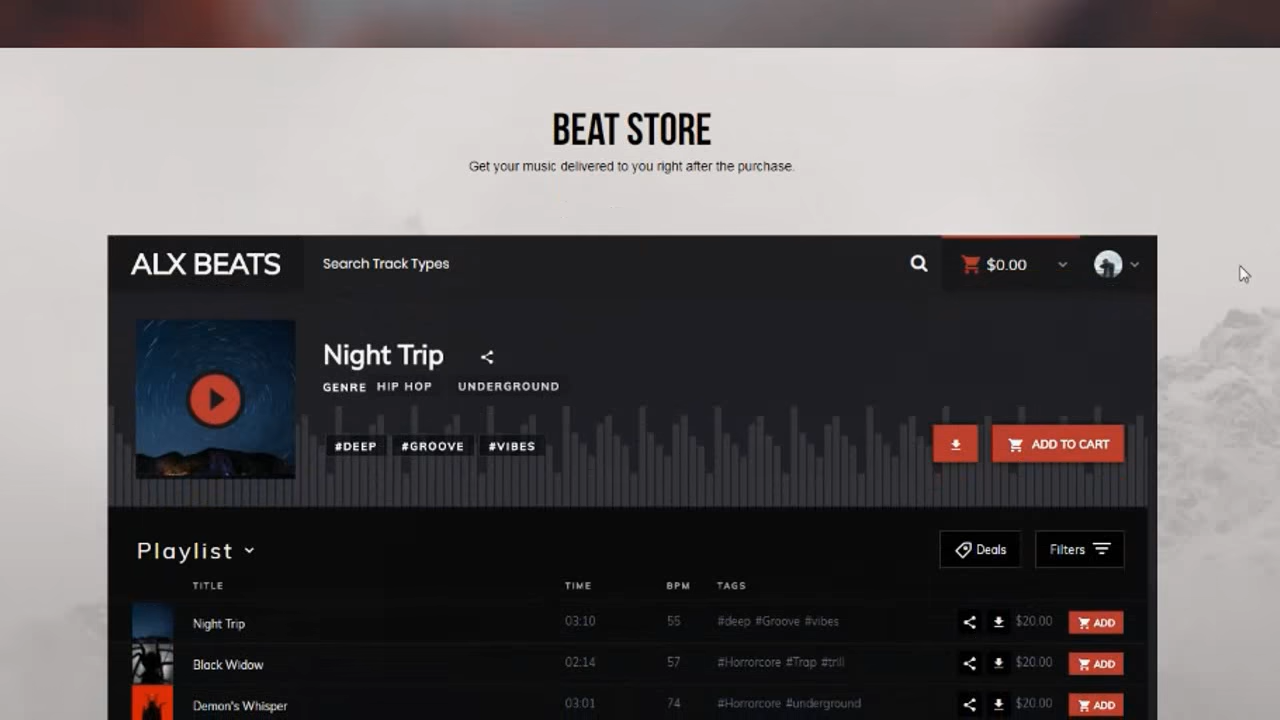 BEAT STORE
Get your music delivered to you right after the purchase.
ALX BEATS
Search Track Types
$0.00
Night Trip
GENRE HIP HOP UNDERGROUND
#DEEP #GROOVE #VIBES
ADD TO CART
Playlist
Deals
Filters
TITLE TIME BPM TAGS
Night Trip 03:10 55 #deep #Groove #vibes $20.00 ADD
Black Widow 02:14 57 #Horrorcore #Trap #trill $20.00 ADD
Demon's Whisper 03:01 74 #Horrorcore #underground $20.00 ADD